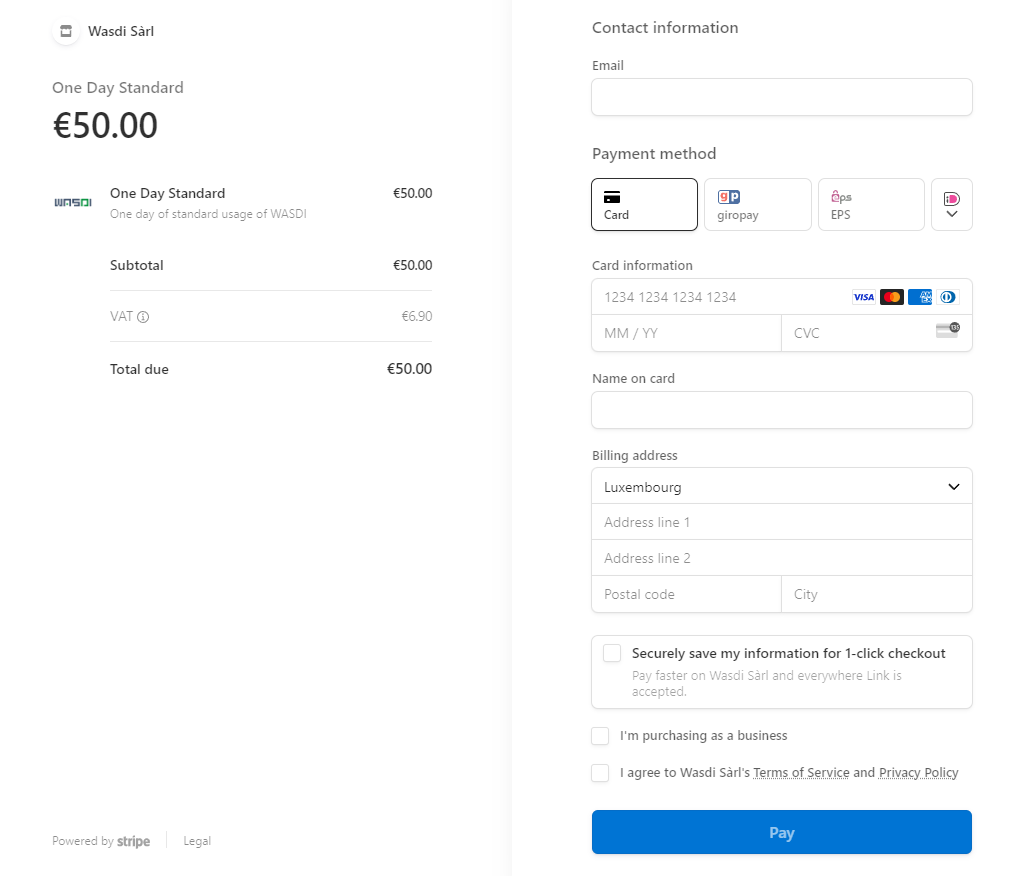 Wasdi Sàrl
One Day Standard
€50.00
WASDI
One Day Standard €50.00
One day of standard usage of WASDI
Subtotal €50.00
VAT €6.90
Total due €50.00
Powered by stripe Legal
Contact information
Email
Payment method
Card
giropay
eps
EPS
iD
Card information
1234 1234 1234 1234 VISA AMEX
MM / YY CVC 135
Name on card
Billing address
Luxembourg
Address line 1
Address line 2
Postal code City
Securely save my information for 1-click checkout
Pay faster on Wasdi Sàrl and everywhere Link is
accepted.
I'm purchasing as a business
I agree to Wasdi Sàrl's Terms of Service and Privacy Policy
Pay